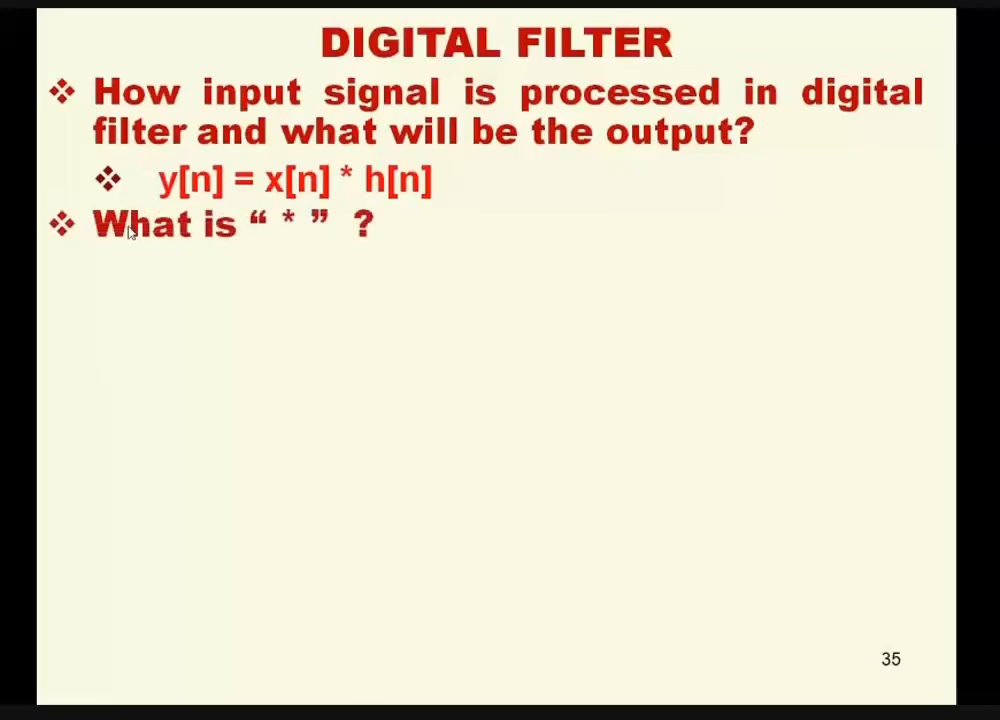 DIGITAL FILTER
❖ How input signal is processed in digital
filter and what will be the output?
❖ y[n] = x[n] * h[n]
❖ What is “ * ” ?
35